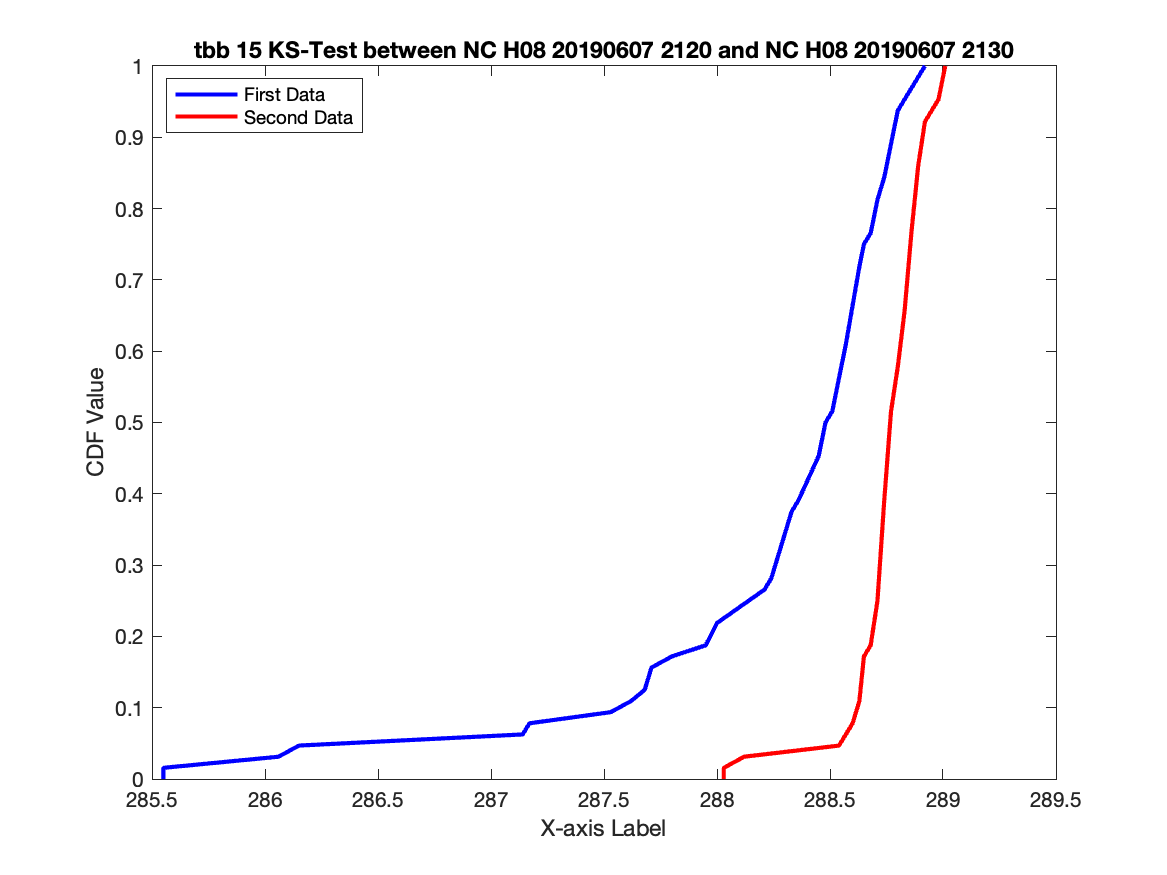 tbb 15 KS-Test between NC H08 20190607 2120 and NC H08 20190607 2130
First Data
Second Data
1
0.9
0.8
0.7
0.6
0.5
0.4
0.3
0.2
0.1
0
CDF Value
285.5 286 286.5 287 287.5 288 288.5 289 289.5
X-axis Label